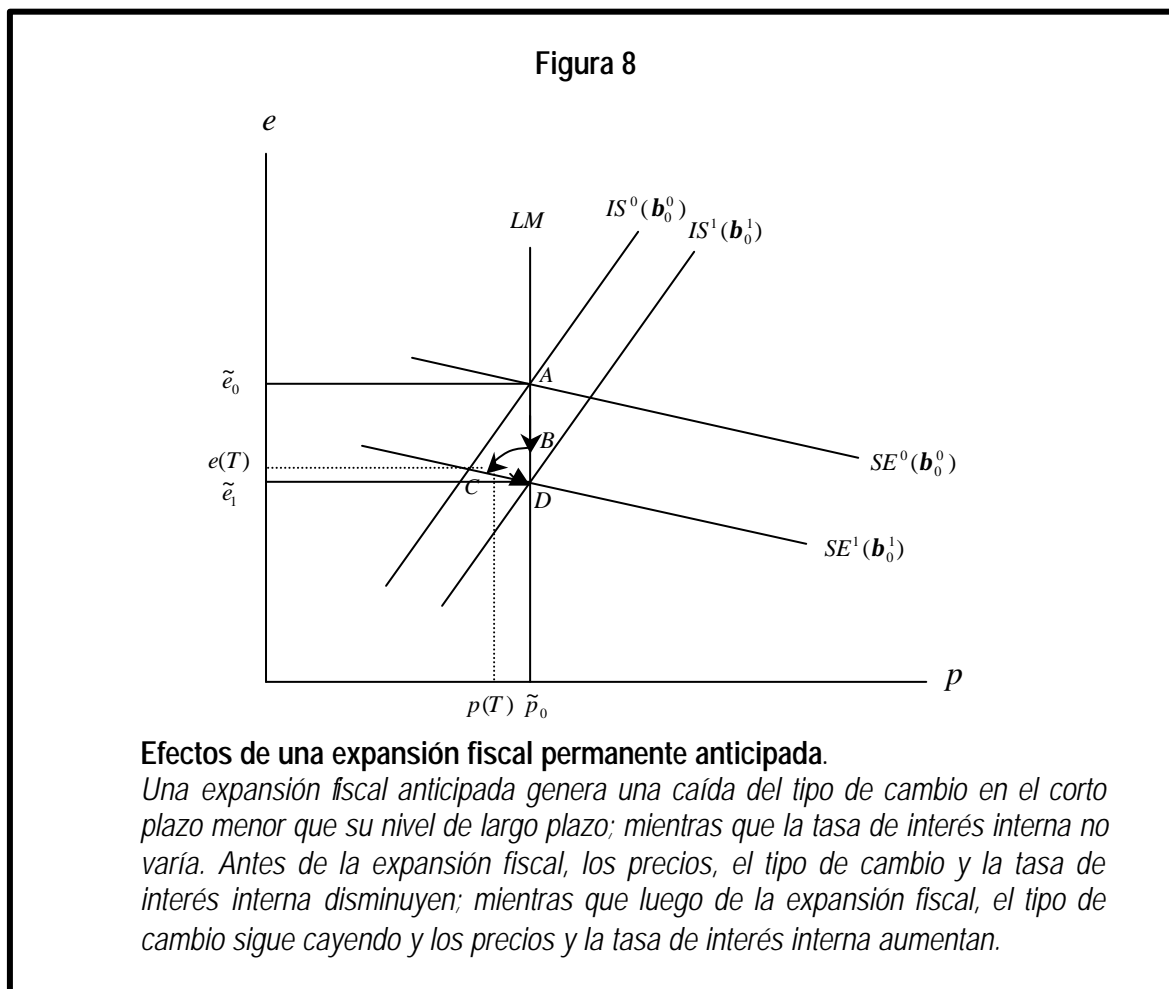 Figura 8
e
LM
IS⁰(b₀⁰)
IS¹(b₀¹)
ẽ₀
A
B
e(T)
SE⁰(b₀⁰)
ẽ₁
C
D
SE¹(b₀¹)
p
p(T) p̃₀
Efectos de una expansión fiscal permanente anticipada.
Una expansión fiscal anticipada genera una caída del tipo de cambio en el corto
plazo menor que su nivel de largo plazo; mientras que la tasa de interés interna no
varía. Antes de la expansión fiscal, los precios, el tipo de cambio y la tasa de
interés interna disminuyen; mientras que luego de la expansión fiscal, el tipo de
cambio sigue cayendo y los precios y la tasa de interés interna aumentan.